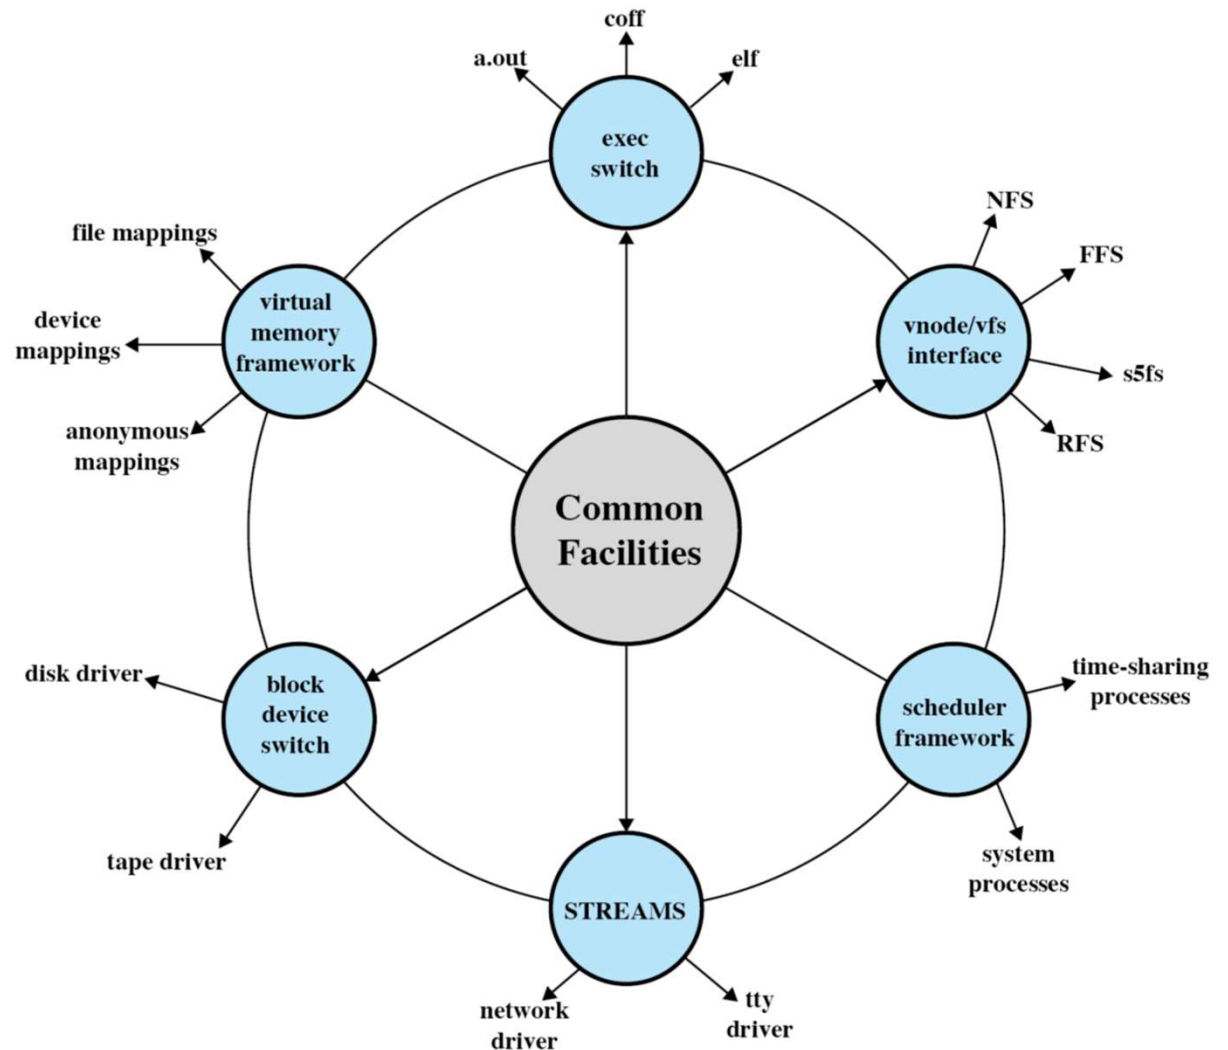 coff
a.out
elf
exec
switch
NFS
FFS
s5fs
RFS
vnode/vfs
interface
file mappings
device
mappings
anonymous
mappings
virtual
memory
framework
Common
Facilities
disk driver
tape driver
block
device
switch
time-sharing
processes
system
processes
scheduler
framework
STREAMS
network
driver
tty
driver